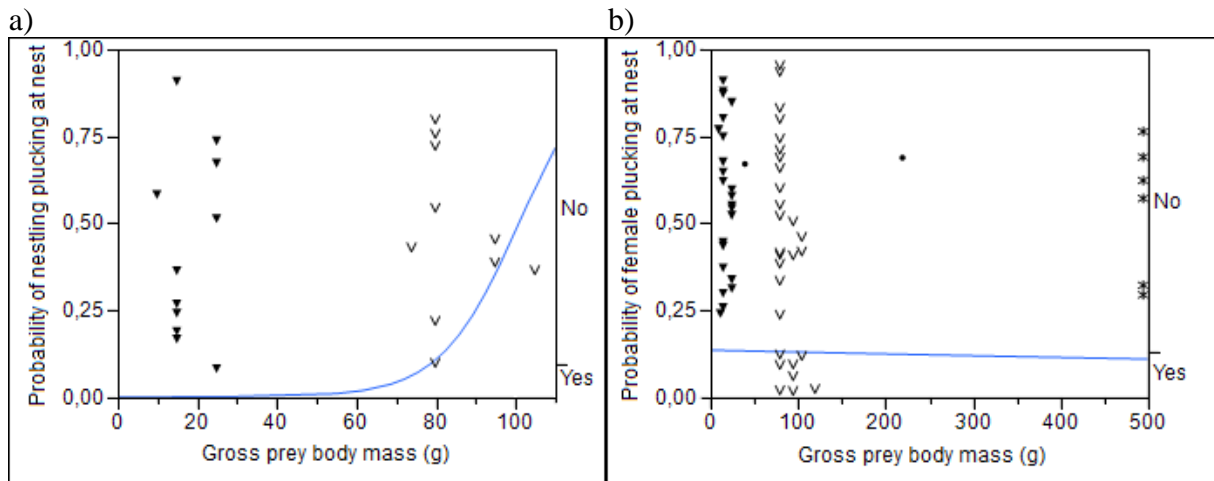 a)
b)
Probability of nestling plucking at nest
1,00
0,75
0,50
0,25
0,00
0
20
40
60
80
100
Gross prey body mass (g)
No
Yes
Probability of female plucking at nest
1,00
0,75
0,50
0,25
0,00
0
100
200
300
400
500
Gross prey body mass (g)
No
Yes